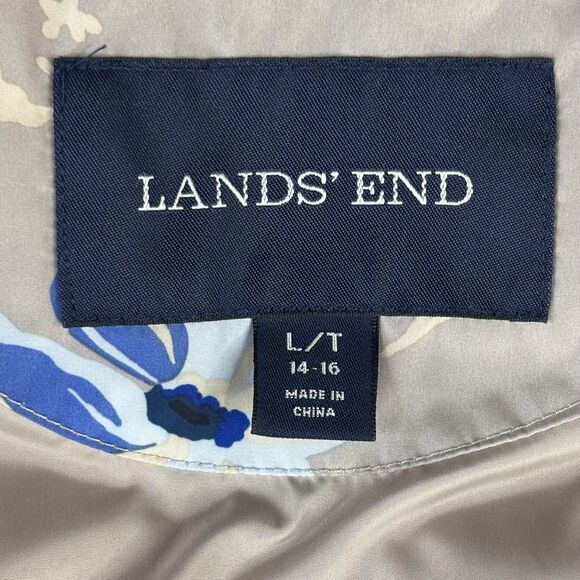 LANDS' END
L/T
14-16
MADE IN
CHINA